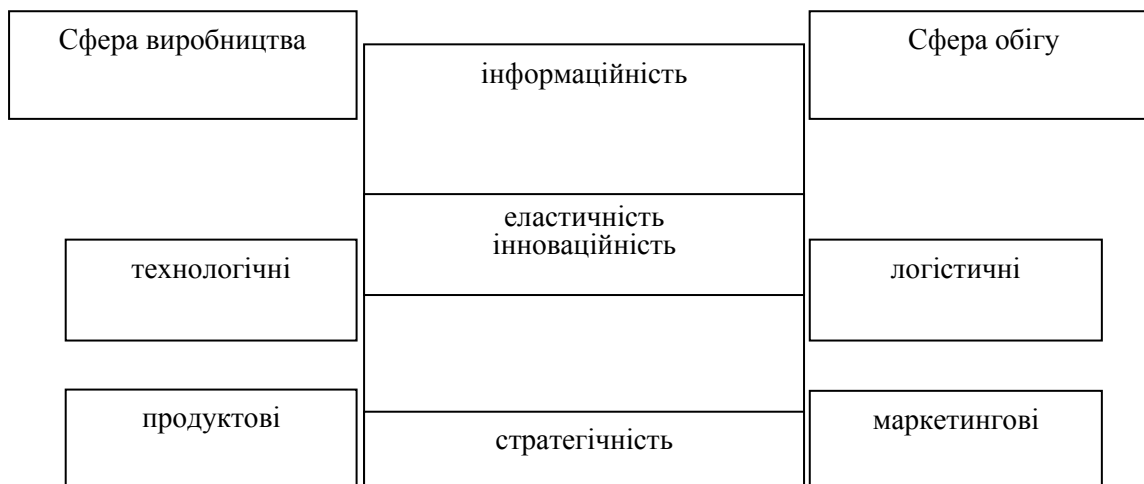 Сфера виробництва
Сфера обігу
інформаційність
еластичність
інноваційність
технологічні
логістичні
продуктові
маркетингові
стратегічність